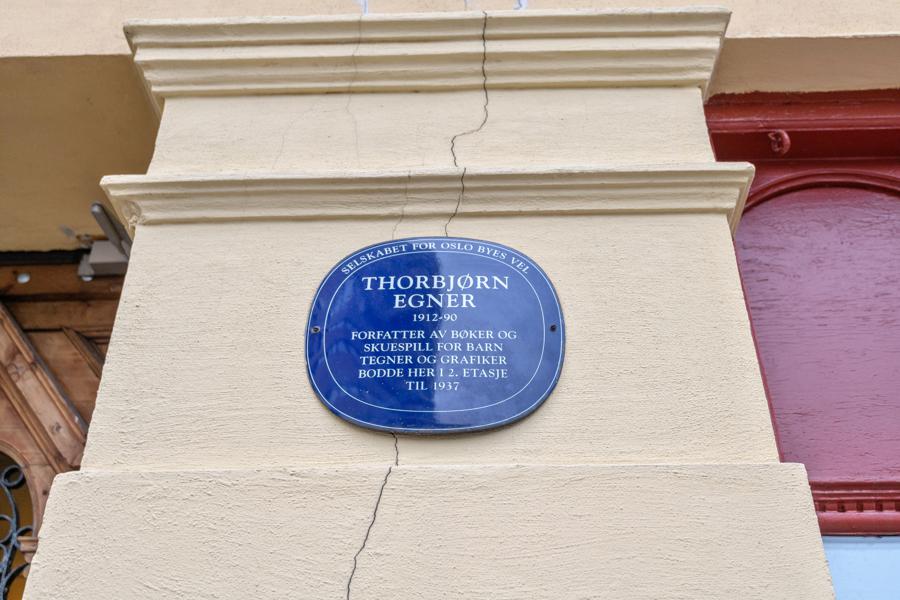 SELSKABET FOR OSLO BYES VEL
THORBJØRN
EGNER
1912-90
FORFATTER AV BØKER OG
SKUESPILL FOR BARN
TEGNER OG GRAFIKER
BODDE HER I 2. ETASJE
TIL 1937